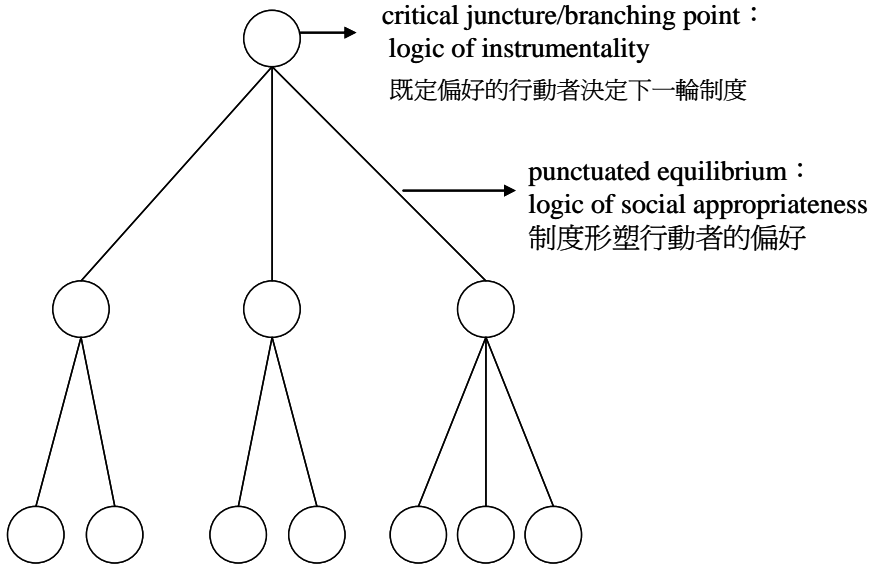 critical juncture/branching point：
logic of instrumentality
既定偏好的行動者決定下一輪制度
punctuated equilibrium：
logic of social appropriateness
制度形塑行動者的偏好